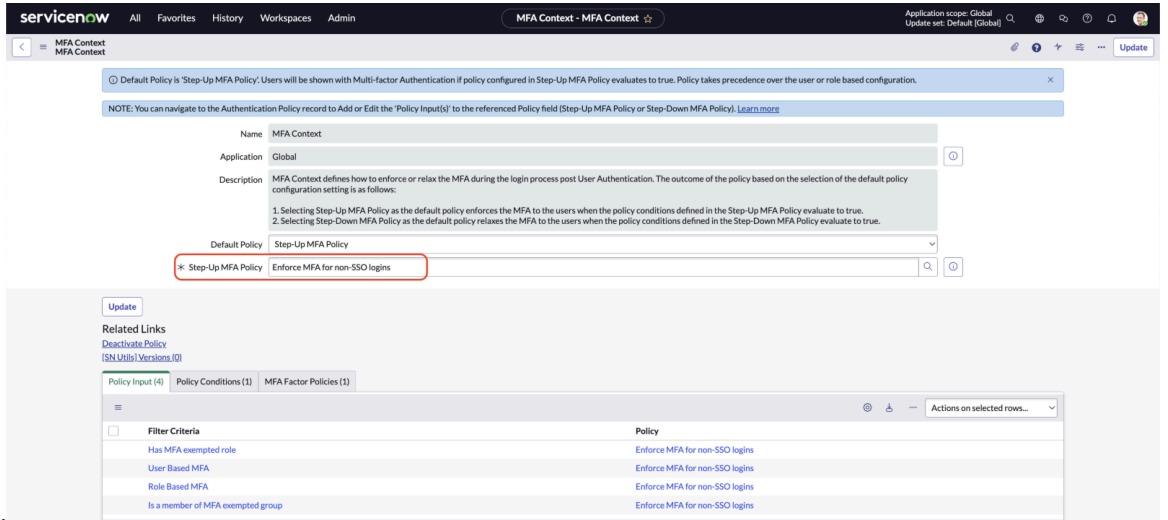 servicenow All Favorites History Workspaces Admin MFA Context - MFA Context Application scope: Global
Update set: Default [Global]
MFA Context
MFA Context
Update
Default Policy is 'Step-Up MFA Policy'. Users will be shown with Multi-factor Authentication if policy configured in Step-Up MFA Policy evaluates to true. Policy takes precedence over the user or role based configuration.
NOTE: You can navigate to the Authentication Policy record to Add or Edit the 'Policy Input(s)' to the referenced Policy field (Step-Up MFA Policy or Step-Down MFA Policy). Learn more
Name MFA Context
Application Global
Description MFA Context defines how to enforce or relax the MFA during the login process post User Authentication. The outcome of the policy based on the selection of the default policy
configuration setting is as follows:
1. Selecting Step-Up MFA Policy as the default policy enforces the MFA to the users when the policy conditions defined in the Step-Up MFA Policy evaluate to true.
2. Selecting Step-Down MFA Policy as the default policy relaxes the MFA to the users when the policy conditions defined in the Step-Down MFA Policy evaluate to true.
Default Policy Step-Up MFA Policy
Step-Up MFA Policy Enforce MFA for non-SSO logins
Update
Related Links
Deactivate Policy
[SN Utils] Versions (0)
Policy Input (4) Policy Conditions (1) MFA Factor Policies (1)
Actions on selected rows...
Filter Criteria Policy
Has MFA exempted role Enforce MFA for non-SSO logins
User Based MFA Enforce MFA for non-SSO logins
Role Based MFA Enforce MFA for non-SSO logins
Is a member of MFA exempted group Enforce MFA for non-SSO logins